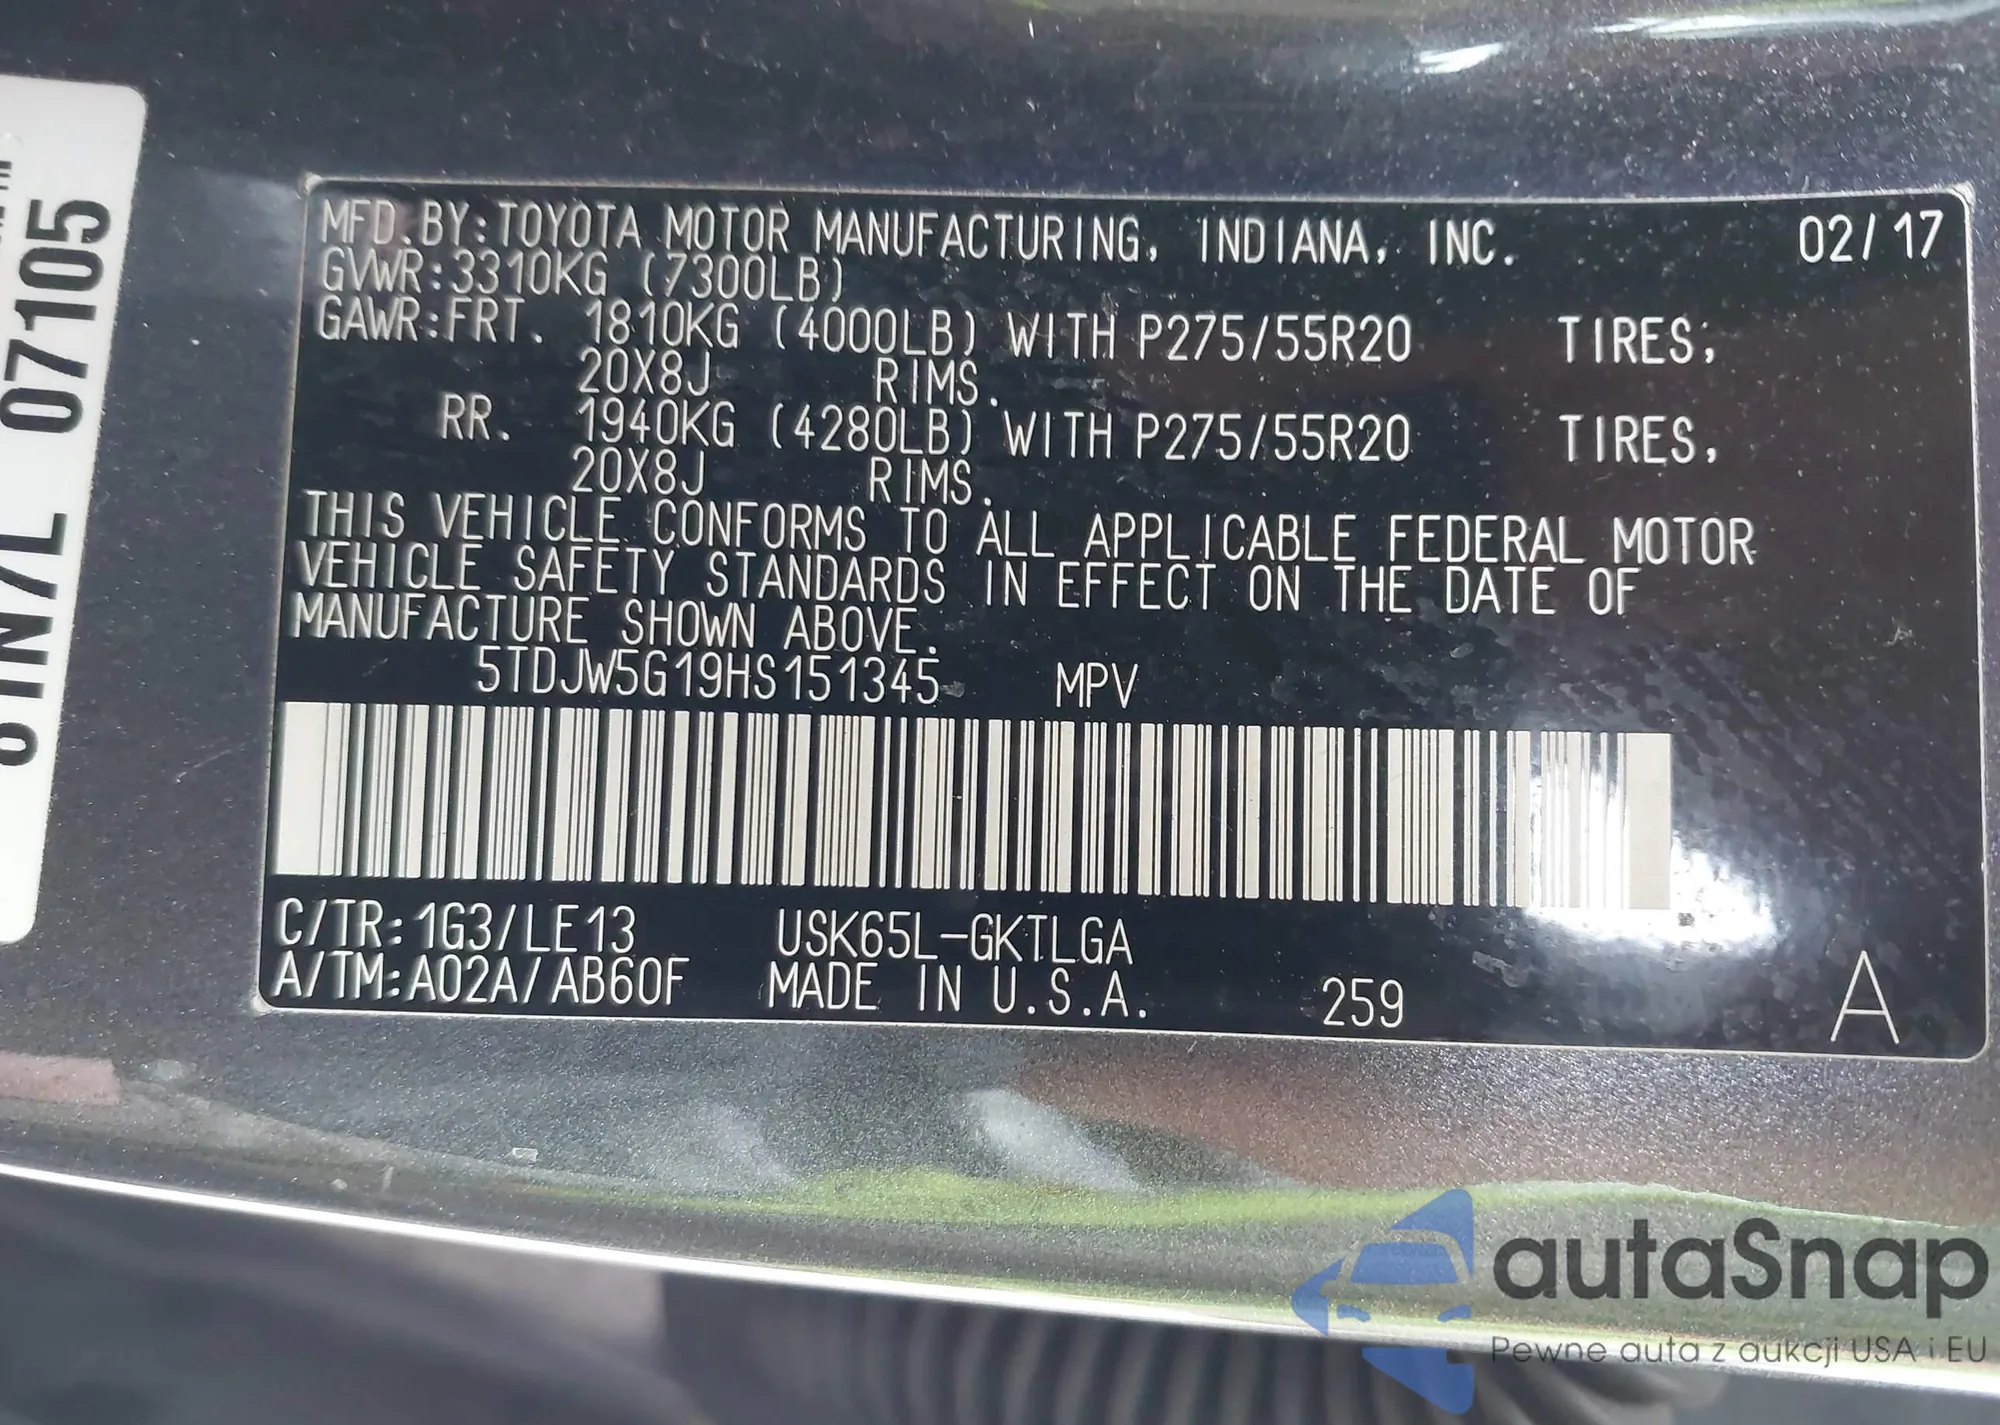 MFD.BY:TOYOTA MOTOR MANUFACTURING, INDIANA, INC. 02/17
GVWR:3310KG (7300LB)
GAWR:FRT. 1810KG (4000LB) WITH P275/55R20 TIRES;
20X8J RIMS.
RR. 1940KG (4280LB) WITH P275/55R20 TIRES,
20X8J RIMS.
THIS VEHICLE CONFORMS TO ALL APPLICABLE FEDERAL MOTOR
VEHICLE SAFETY STANDARDS IN EFFECT ON THE DATE OF
MANUFACTURE SHOWN ABOVE.
5TDJW5G19HS151345 MPV
C/TR:1G3/LE13 USK65L-GKTLGA
A/TM:A02A/AB60F MADE IN U.S.A. 259 A
07105
autaSnap
Pewne auta z aukcji USA i EU